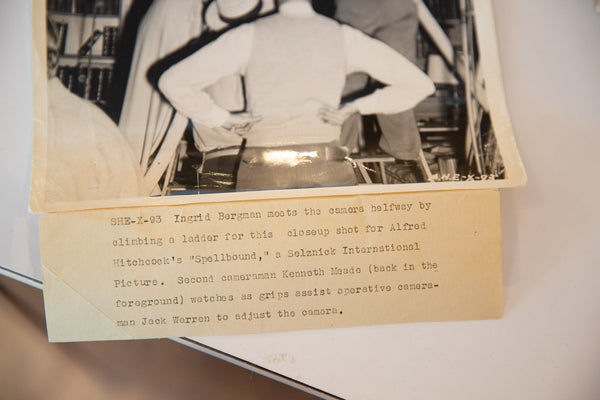 SHE-X-93
SHE-X-93 Ingrid Bergman meets the camera halfway by
climbing a ladder for this closeup shot for Alfred
Hitchcock's "Spellbound," a Selznick International
Picture. Second cameraman Kenneth Meade (back in the
foreground) watches as grips assist operative camera-
man Jack Warren to adjust the camera.